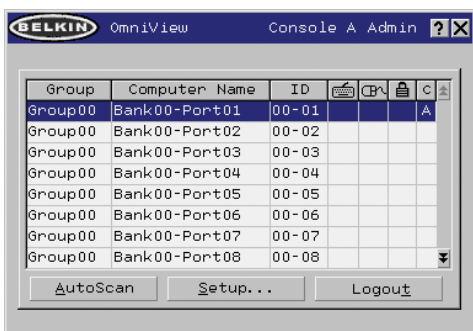 BELKIN OmniView Console A Admin ? X
Group Computer Name ID C
Group00 Bank00-Port01 00-01 A
Group00 Bank00-Port02 00-02
Group00 Bank00-Port03 00-03
Group00 Bank00-Port04 00-04
Group00 Bank00-Port05 00-05
Group00 Bank00-Port06 00-06
Group00 Bank00-Port07 00-07
Group00 Bank00-Port08 00-08
AutoScan Setup... Logout